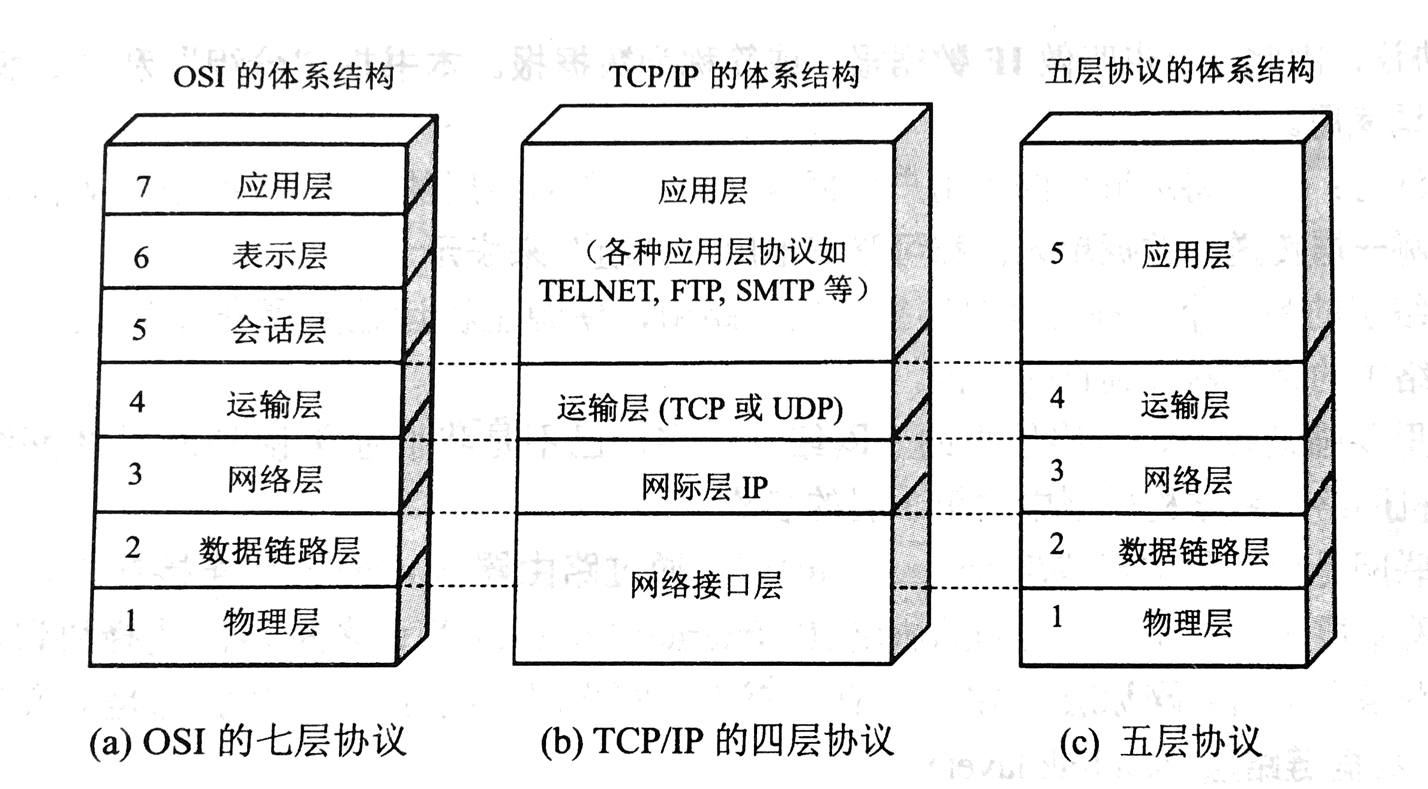 OSI 的体系结构
7 应用层
6 表示层
5 会话层
4 运输层
3 网络层
2 数据链路层
1 物理层
(a) OSI 的七层协议
TCP/IP 的体系结构
应用层
（各种应用层协议如
TELNET, FTP, SMTP 等）
运输层 (TCP 或 UDP)
网际层 IP
网络接口层
(b) TCP/IP 的四层协议
五层协议的体系结构
5 应用层
4 运输层
3 网络层
2 数据链路层
1 物理层
(c) 五层协议